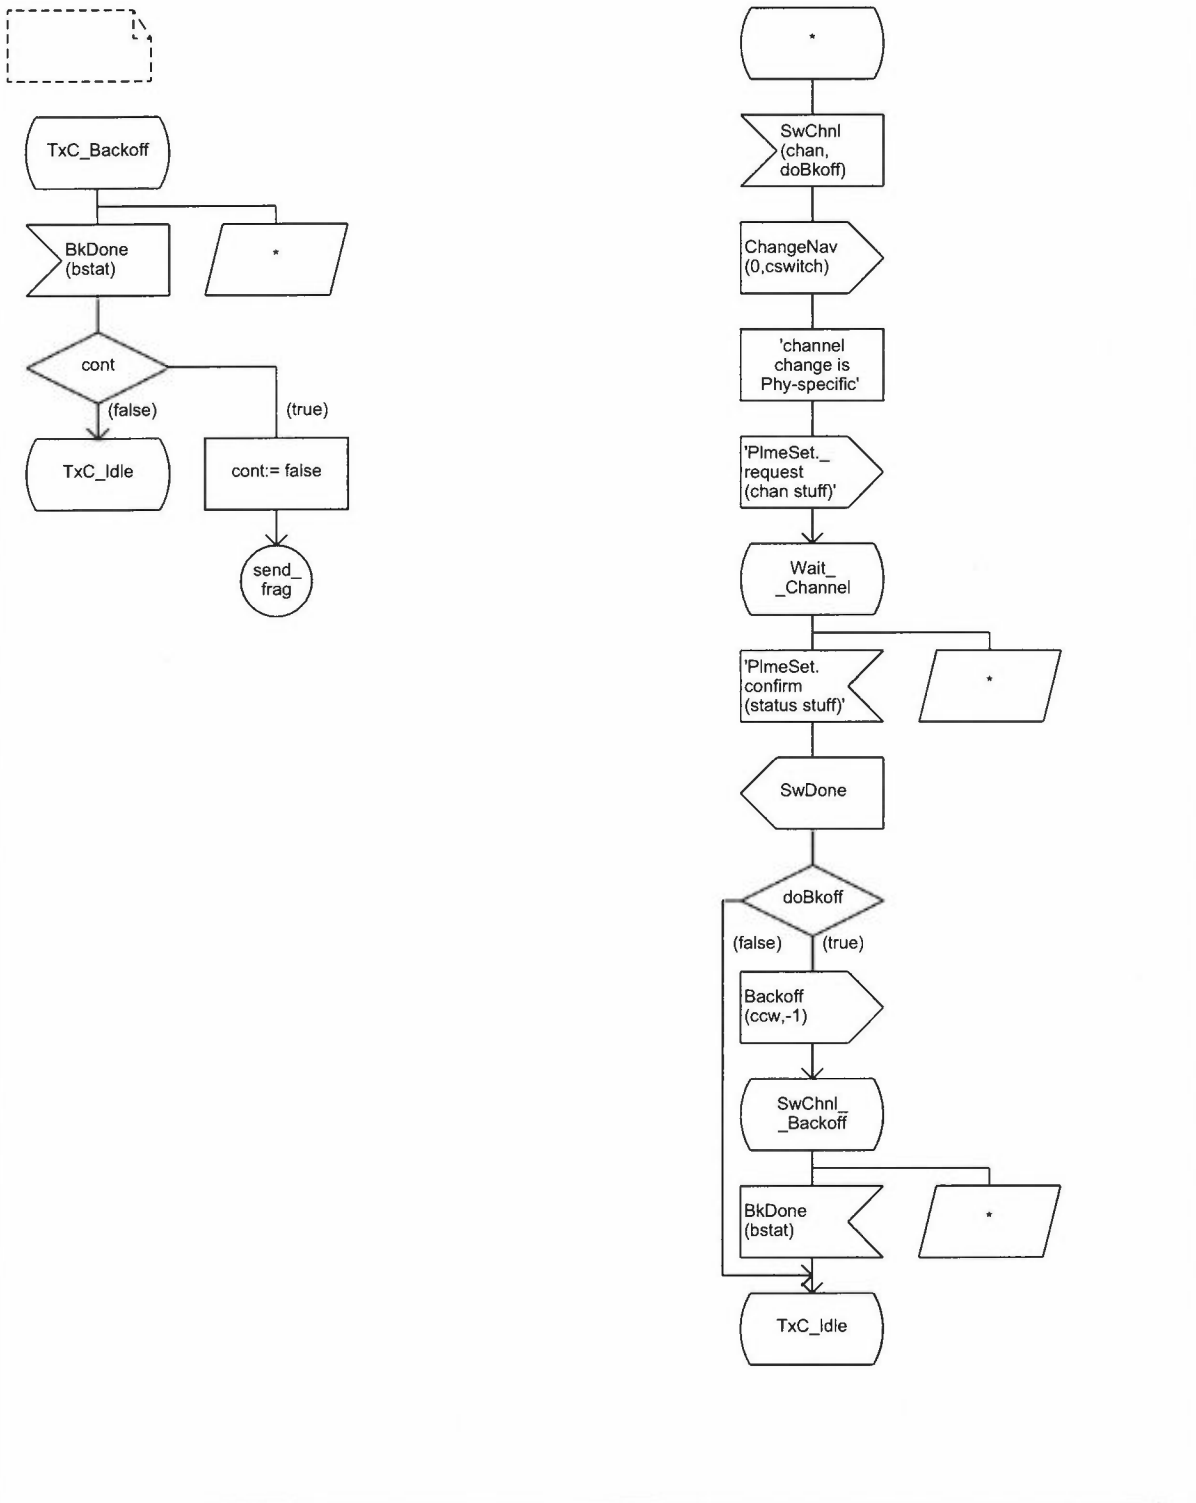 TxC_Backoff
BkDone
(bstat)
*
cont
(false)
(true)
TxC_Idle
cont:= false
send_
frag
*
SwChnl
(chan,
doBkoff)
ChangeNav
(0,cswitch)
'channel
change is
Phy-specific'
'PlmeSet._
request
(chan stuff)'
Wait_
_Channel
'PlmeSet.
confirm
(status stuff)'
*
SwDone
doBkoff
(false)
(true)
Backoff
(ccw,-1)
SwChnl_
_Backoff
BkDone
(bstat)
*
TxC_Idle